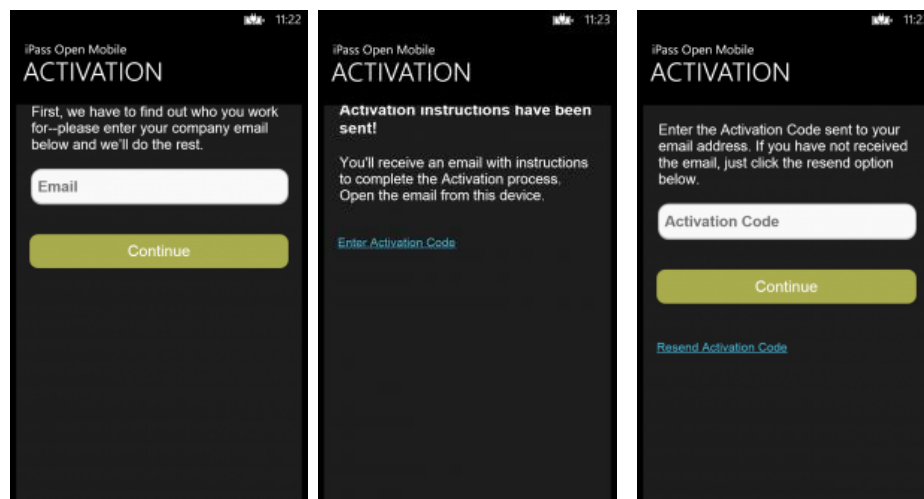 11:22
iPass Open Mobile
ACTIVATION
First, we have to find out who you work
for--please enter your company email
below and we'll do the rest.
Email
Continue
11:23
iPass Open Mobile
ACTIVATION
Activation instructions have been
sent!
You'll receive an email with instructions
to complete the Activation process.
Open the email from this device.
Enter Activation Code
iPass Open Mobile
ACTIVATION
Enter the Activation Code sent to your
email address. If you have not received
the email, just click the resend option
below.
Activation Code
Continue
Resend Activation Code